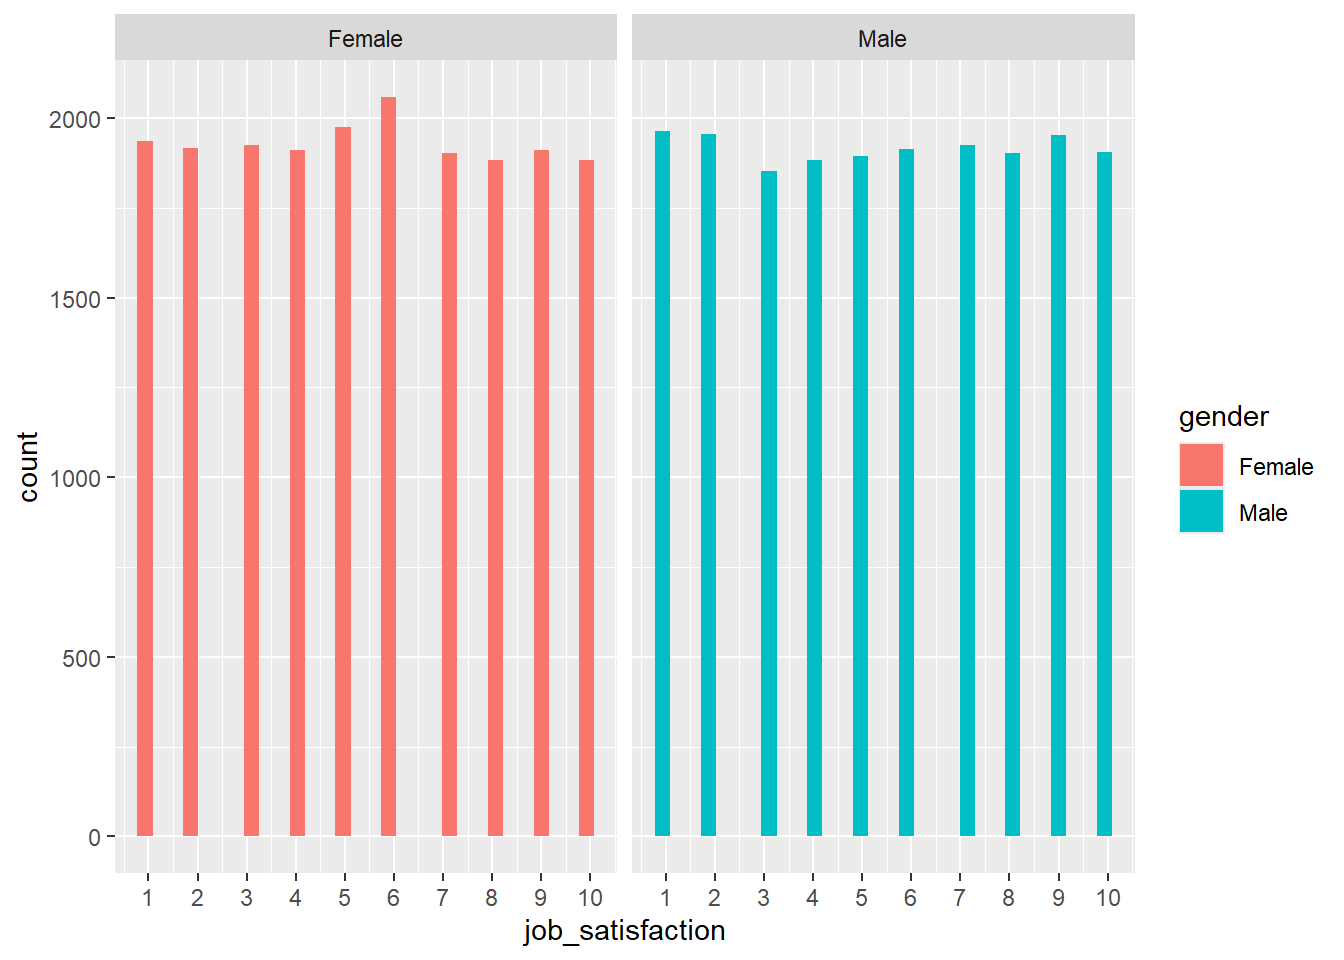 Female Male
2000
1500
1000
500
0
count
1 2 3 4 5 6 7 8 9 10 1 2 3 4 5 6 7 8 9 10
job_satisfaction
gender
Female
Male